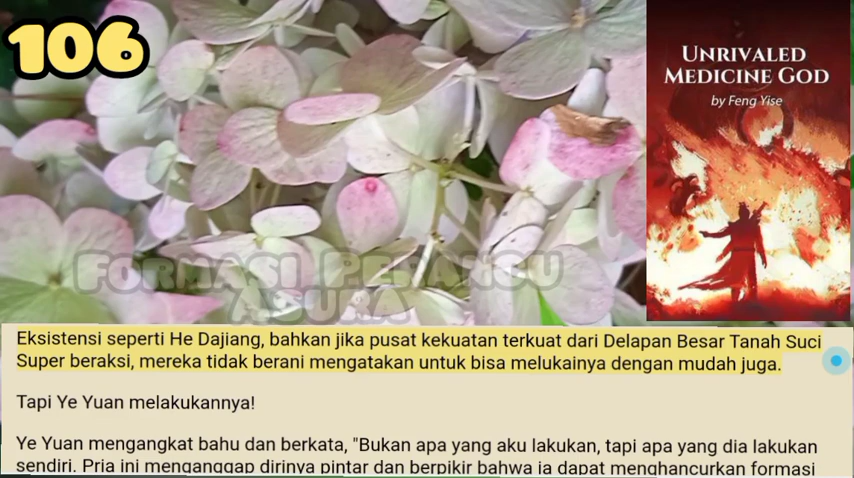 106
UNRIVALED
MEDICINE GOD
by Feng Yise
FORMASI PEDANG
ASURA
Eksistensi seperti He Dajiang, bahkan jika pusat kekuatan terkuat dari Delapan Besar Tanah Suci
Super beraksi, mereka tidak berani mengatakan untuk bisa melukainya dengan mudah juga.
Tapi Ye Yuan melakukannya!
Ye Yuan mengangkat bahu dan berkata, "Bukan apa yang aku lakukan, tapi apa yang dia lakukan
sendiri. Pria ini menganggap dirinya pintar dan berpikir bahwa ia dapat menghancurkan formasi